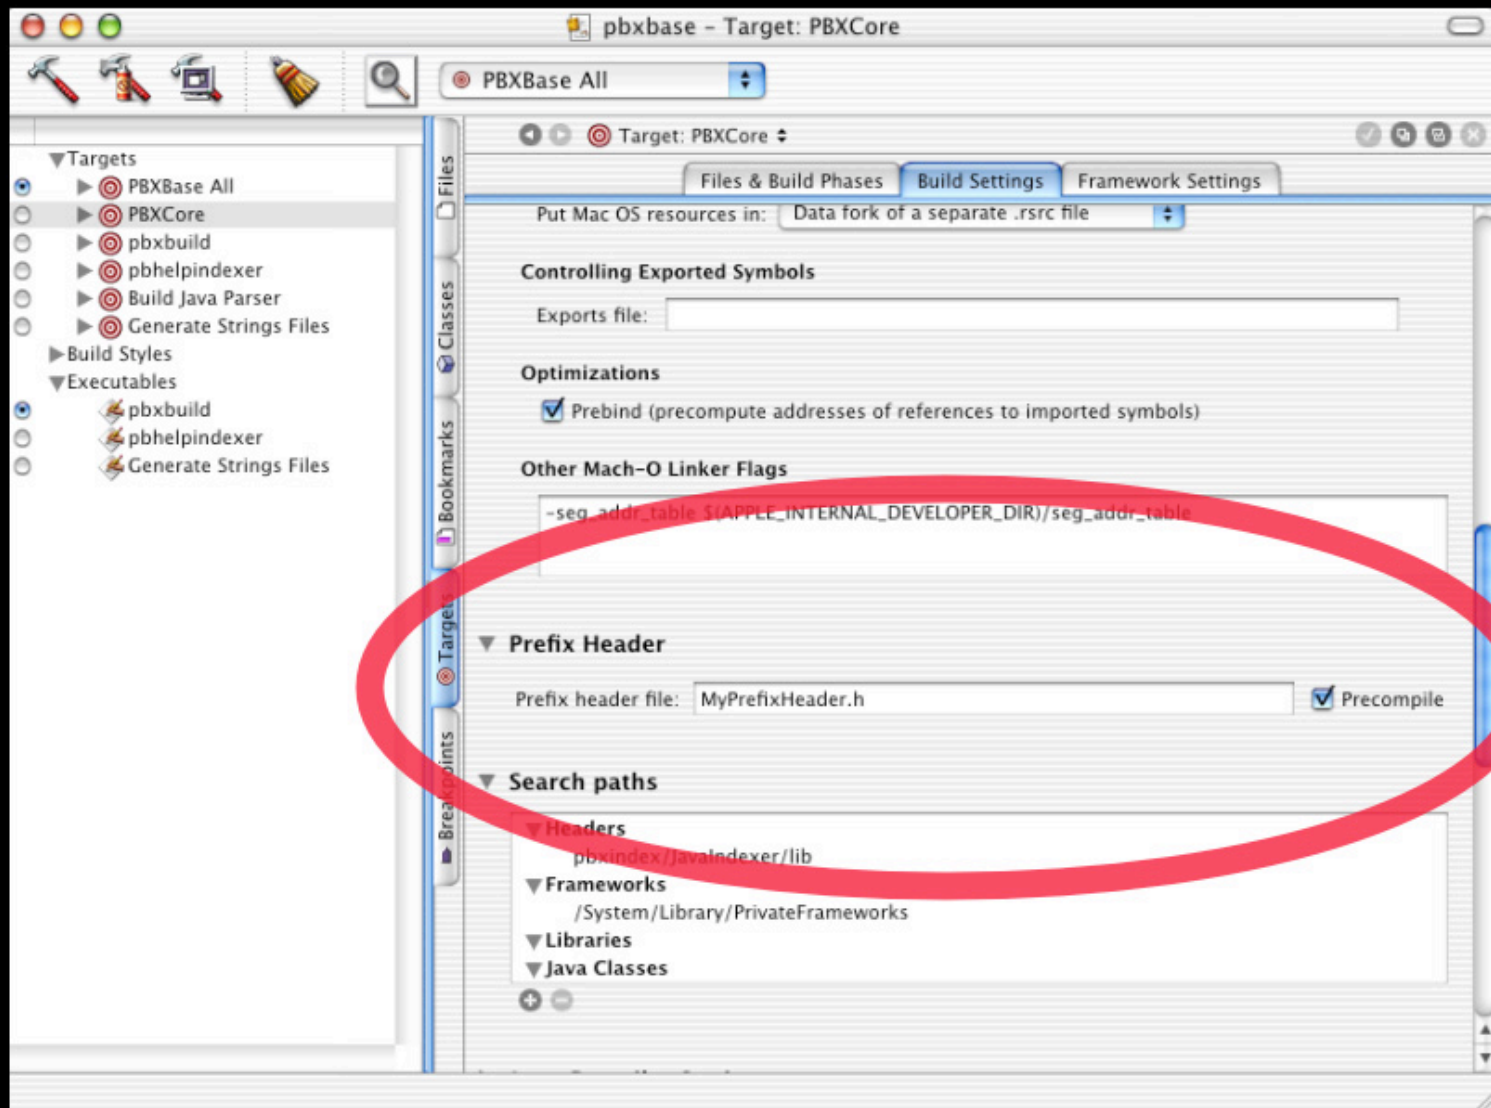 pbxbase – Target: PBXCore
PBXBase All
Targets
PBXBase All
PBXCore
pbxbuild
pbhelpindexer
Build Java Parser
Generate Strings Files
Build Styles
Executables
pbxbuild
pbhelpindexer
Generate Strings Files
Files
Classes
Bookmarks
Targets
Breakpoints
Target: PBXCore
Files & Build Phases Build Settings Framework Settings
Put Mac OS resources in: Data fork of a separate .rsrc file
Controlling Exported Symbols
Exports file:
Optimizations
Prebind (precompute addresses of references to imported symbols)
Other Mach-O Linker Flags
-seg_addr_table $(APPLE_INTERNAL_DEVELOPER_DIR)/seg_addr_table
Prefix Header
Prefix header file: MyPrefixHeader.h Precompile
Search paths
Headers
pbxindex/JavaIndexer/lib
Frameworks
/System/Library/PrivateFrameworks
Libraries
Java Classes